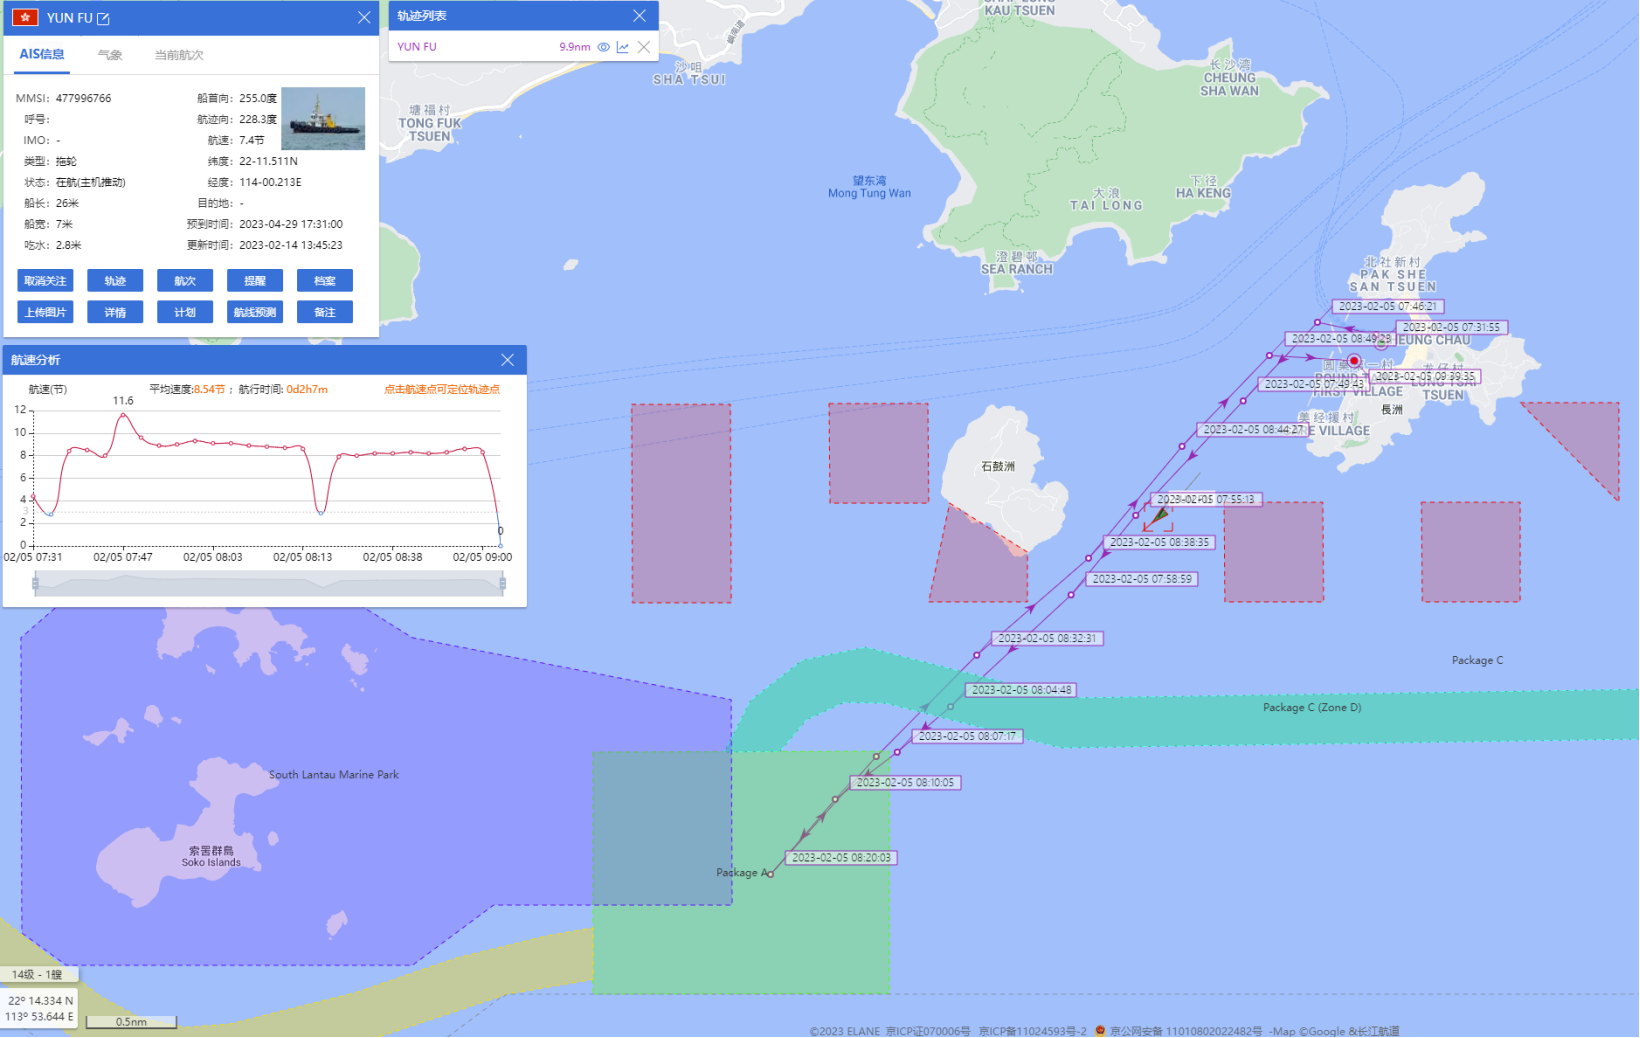 YUN FU
AIS信息 气象 当前航次
MMSI: 477996766 船首向: 255.0度
呼号: 航迹向: 228.3度
IMO: - 航速: 7.4节
类型: 拖轮 纬度: 22-11.511N
状态: 在航(主机推动) 经度: 114-00.213E
船长: 26米 目的地: -
船宽: 7米 预到时间: 2023-04-29 17:31:00
吃水: 2.8米 更新时间: 2023-02-14 13:45:23
取消关注 轨迹 航次 提醒 档案
上传图片 详情 计划 航线预测 备注
轨迹列表
YUN FU 9.9nm
航速分析
航速(节) 平均速度:8.54节 ; 航行时间: 0d2h7m 点击航速点可定位轨迹点
11.6
12
10
8
6
4
3
2
0
0
02/05 07:31 02/05 07:47 02/05 08:03 02/05 08:13 02/05 08:38 02/05 09:00
KAU TSUEN
沙咀
SHA TSUI
塘福村
TONG FUK
TSUEN
长沙湾
CHEUNG
SHA WAN
望东湾
Mong Tung Wan
大浪
TAI LONG
下径
HA KENG
澄碧邨
SEA RANCH
北社新村
PAK SHE
SAN TSUEN
2023-02-05 07:46:21
2023-02-05 07:31:55
2023-02-05 08:49:23
CHEUNG CHAU
2023-02-05 09:39:35
2023-02-05 07:49:43
FIRST VILLAGE
LUNG TSAI
TSUEN
長洲
美经援村
2023-02-05 08:44:27
CARE VILLAGE
石鼓洲
2023-02-05 07:55:13
2023-02-05 08:38:35
2023-02-05 07:58:59
2023-02-05 08:32:31
Package C
2023-02-05 08:04:48
Package C (Zone D)
2023-02-05 08:07:17
South Lantau Marine Park
2023-02-05 08:10:05
索罟群島
Soko Islands
2023-02-05 08:20:03
Package A
14级 - 1艘
22º 14.334 N
113º 53.644 E
0.5nm
©2023 ELANE 京ICP证070006号 京ICP备11024593号-2 京公网安备 11010802022482号 -Map ©Google &长江航道